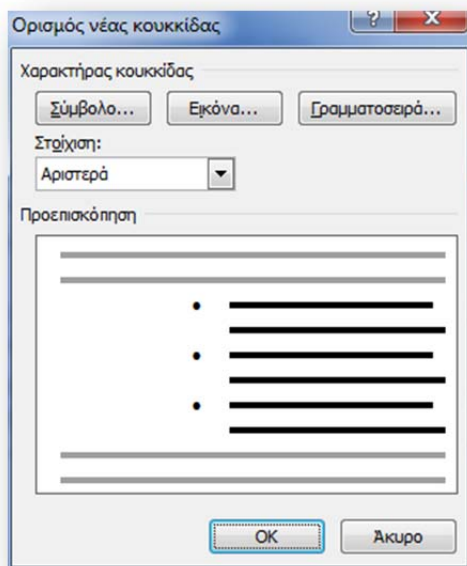 Ορισμός νέας κουκκίδας
Χαρακτήρας κουκκίδας
Σύμβολο... Εικόνα... Γραμματοσειρά...
Στοίχιση:
Αριστερά
Προεπισκόπηση
OK Άκυρο